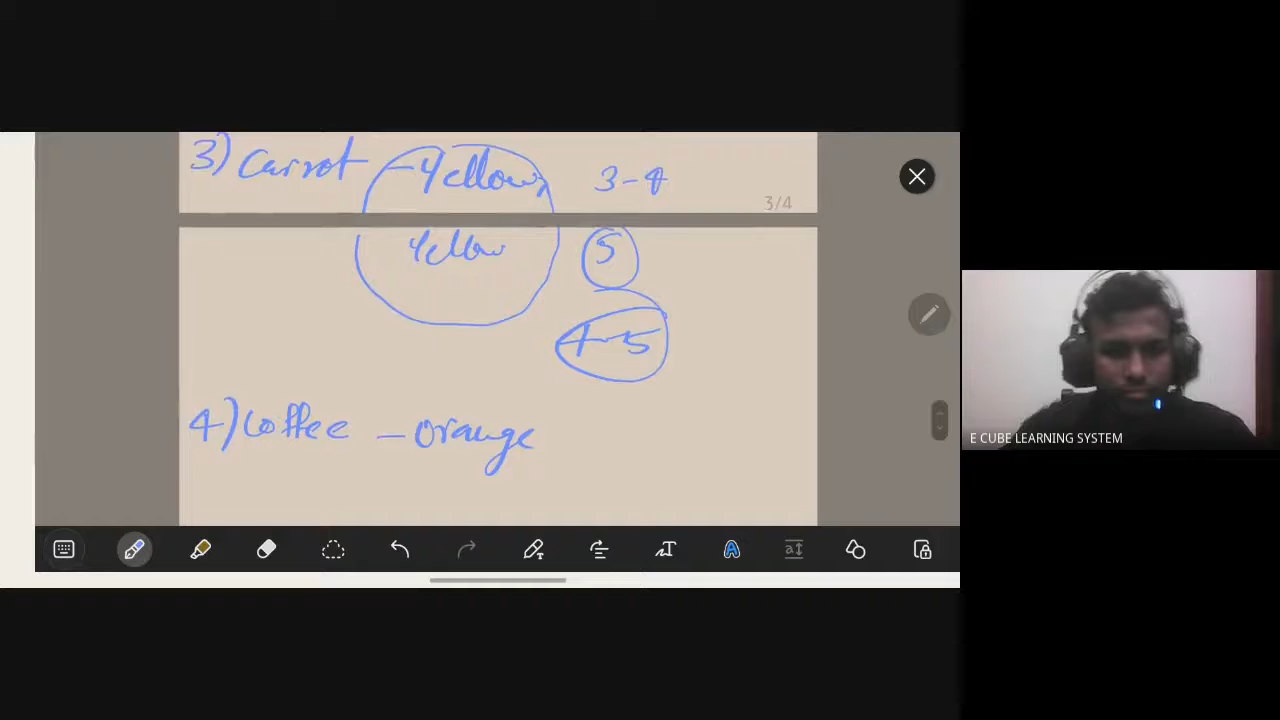 3) Carrot - Yellow, 3-4
3/4
Yellow 5
4-5
4) Coffee - orange
E CUBE LEARNING SYSTEM